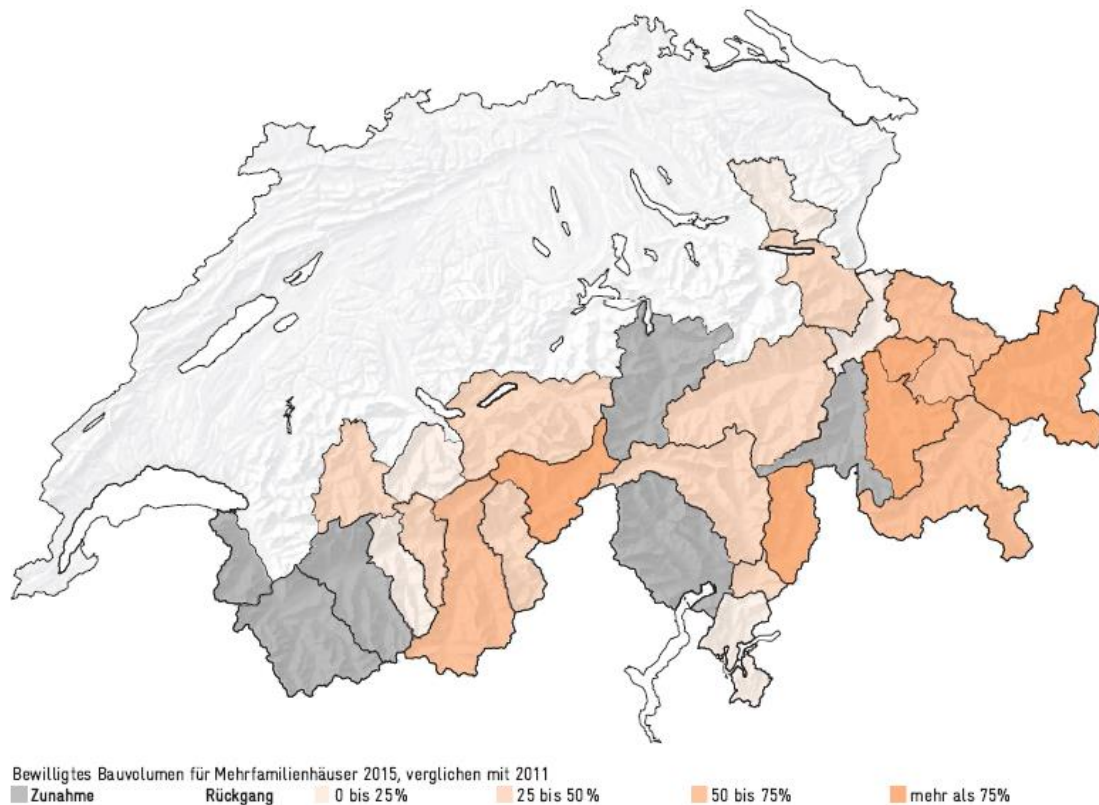 Bewilligtes Bauvolumen für Mehrfamilienhäuser 2015, verglichen mit 2011
Zunahme Rückgang 0 bis 25% 25 bis 50% 50 bis 75% mehr als 75%